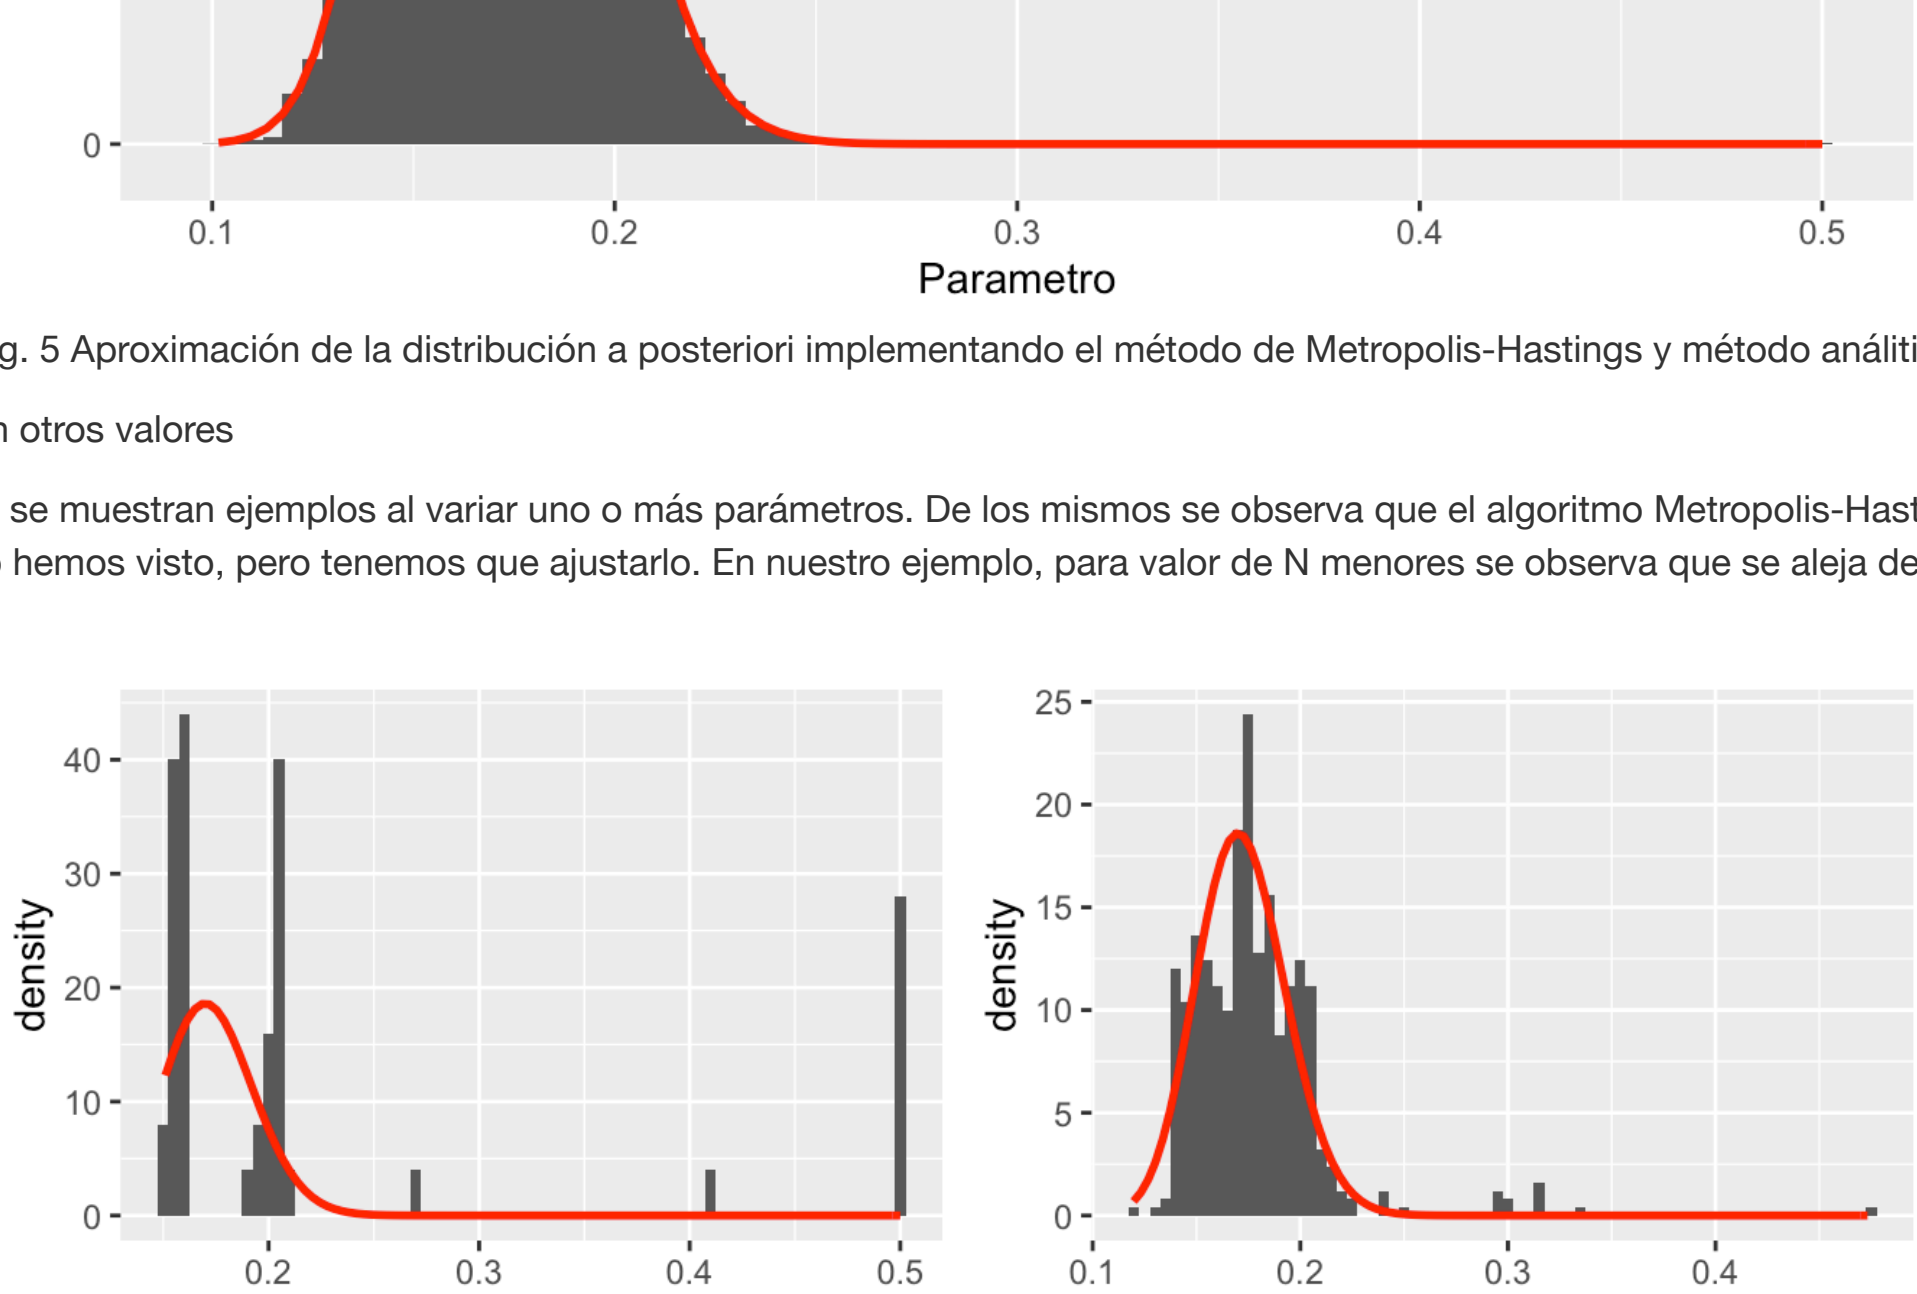 0
0.1 0.2 0.3 0.4 0.5
Parametro
g. 5 Aproximación de la distribución a posteriori implementando el método de Metropolis-Hastings y método análiti
n otros valores
se muestran ejemplos al variar uno o más parámetros. De los mismos se observa que el algoritmo Metropolis-Hast
o hemos visto, pero tenemos que ajustarlo. En nuestro ejemplo, para valor de N menores se observa que se aleja de
40
30
20
10
0
density
0.2 0.3 0.4 0.5
25
20
15
10
5
0
density
0.1 0.2 0.3 0.4